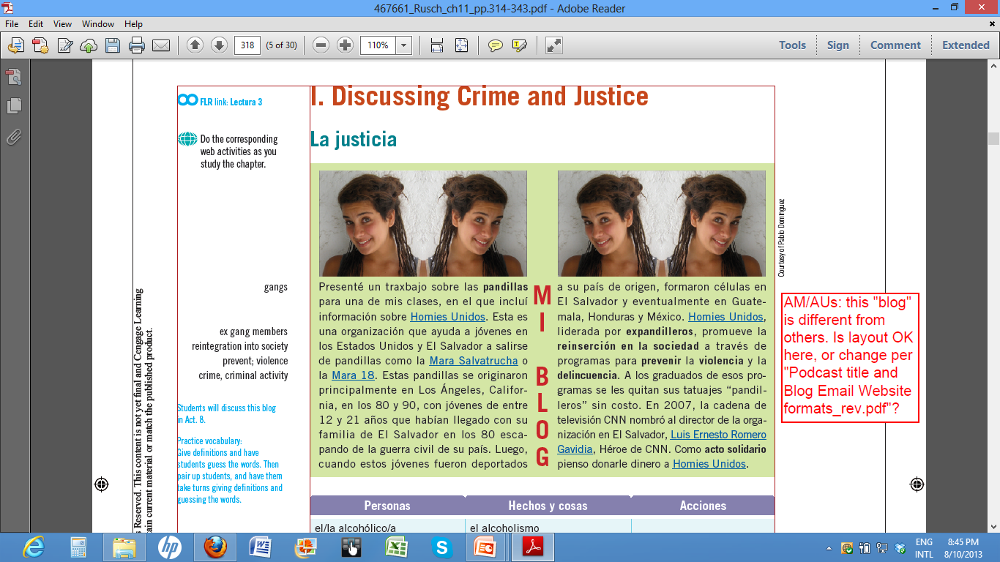 467661_Rusch_ch11_pp.314-343.pdf - Adobe Reader
File Edit View Window Help
318 (5 of 30) 110% Tools Sign Comment Extended
FLR link: Lectura 3
Do the corresponding
web activities as you
study the chapter.
I. Discussing Crime and Justice
La justicia
gangs
ex gang members
reintegration into society
prevent; violence
crime, criminal activity
Students will discuss this blog
in Act. 8.
Practice vocabulary:
Give definitions and have
students guess the words. Then
pair up students, and have them
take turns giving definitions and
guessing the words.
s Reserved. This content is not yet final and Cengage Learning
tain current material or match the published product.
Presenté un traxbajo sobre las pandillas
para una de mis clases, en el que incluí
información sobre Homies Unidos. Esta es
una organización que ayuda a jóvenes en
los Estados Unidos y El Salvador a salirse
de pandillas como la Mara Salvatrucha o
la Mara 18. Estas pandillas se originaron
principalmente en Los Ángeles, Califor-
nia, en los 80 y 90, con jóvenes de entre
12 y 21 años que habían llegado con su
familia de El Salvador en los 80 esca-
pando de la guerra civil de su país. Luego,
cuando estos jóvenes fueron deportados
MI BLOG
a su país de origen, formaron células en
El Salvador y eventualmente en Guate-
mala, Honduras y México. Homies Unidos,
liderada por expandilleros, promueve la
reinserción en la sociedad a través de
programas para prevenir la violencia y la
delincuencia. A los graduados de esos pro-
gramas se les quitan sus tatuajes “pandil-
leros” sin costo. En 2007, la cadena de
televisión CNN nombró al director de la orga-
nización en El Salvador, Luis Ernesto Romero
Gavidia, Héroe de CNN. Como acto solidario
pienso donarle dinero a Homies Unidos.
Courtesy of Pablo Domínguez
AM/AUs: this "blog"
is different from
others. Is layout OK
here, or change per
"Podcast title and
Blog Email Website
formats_rev.pdf"?
Personas Hechos y cosas Acciones
el/la alcohólico/a el alcoholismo
ENG 8:45 PM
INTL 8/10/2013